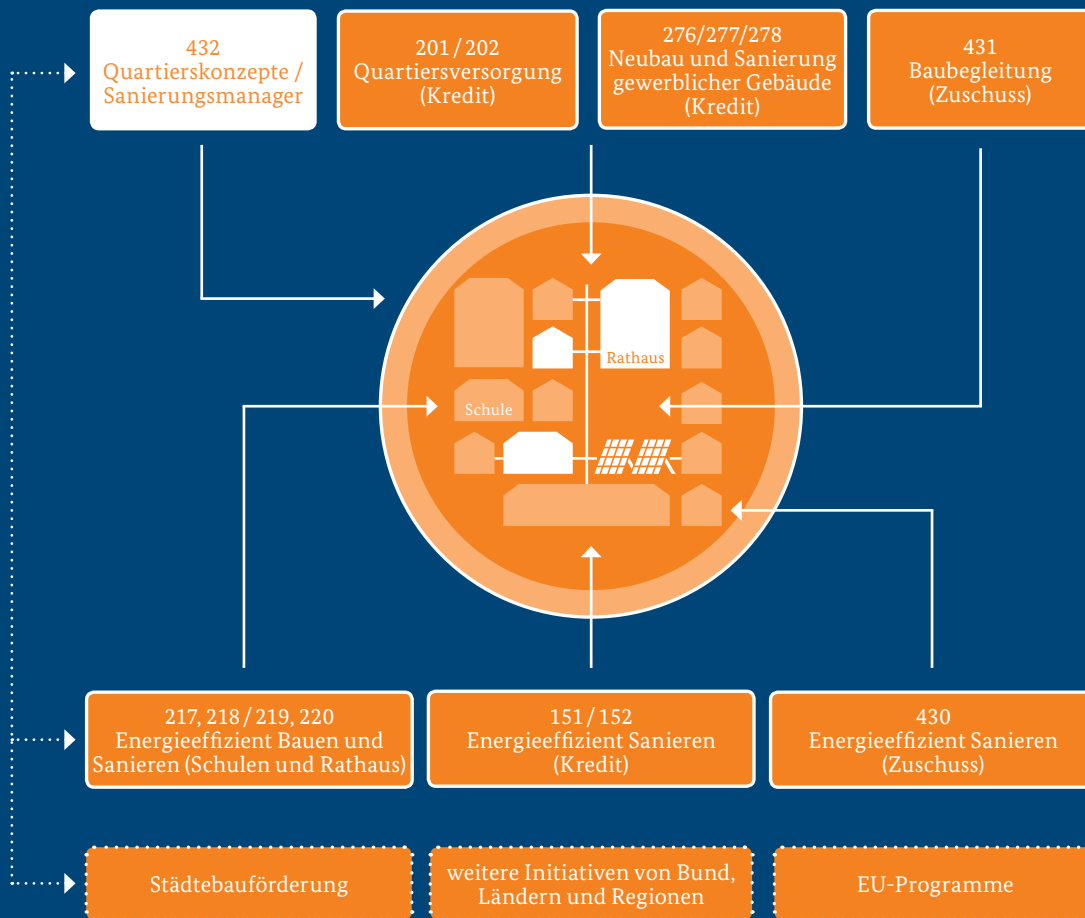 432
Quartierskonzepte /
Sanierungsmanager
201 / 202
Quartiersversorgung
(Kredit)
276/277/278
Neubau und Sanierung
gewerblicher Gebäude
(Kredit)
431
Baubegleitung
(Zuschuss)
Rathaus
Schule
217, 218 / 219, 220
Energieeffizient Bauen und
Sanieren (Schulen und Rathaus)
151 / 152
Energieeffizient Sanieren
(Kredit)
430
Energieeffizient Sanieren
(Zuschuss)
Städtebauförderung
weitere Initiativen von Bund,
Ländern und Regionen
EU-Programme